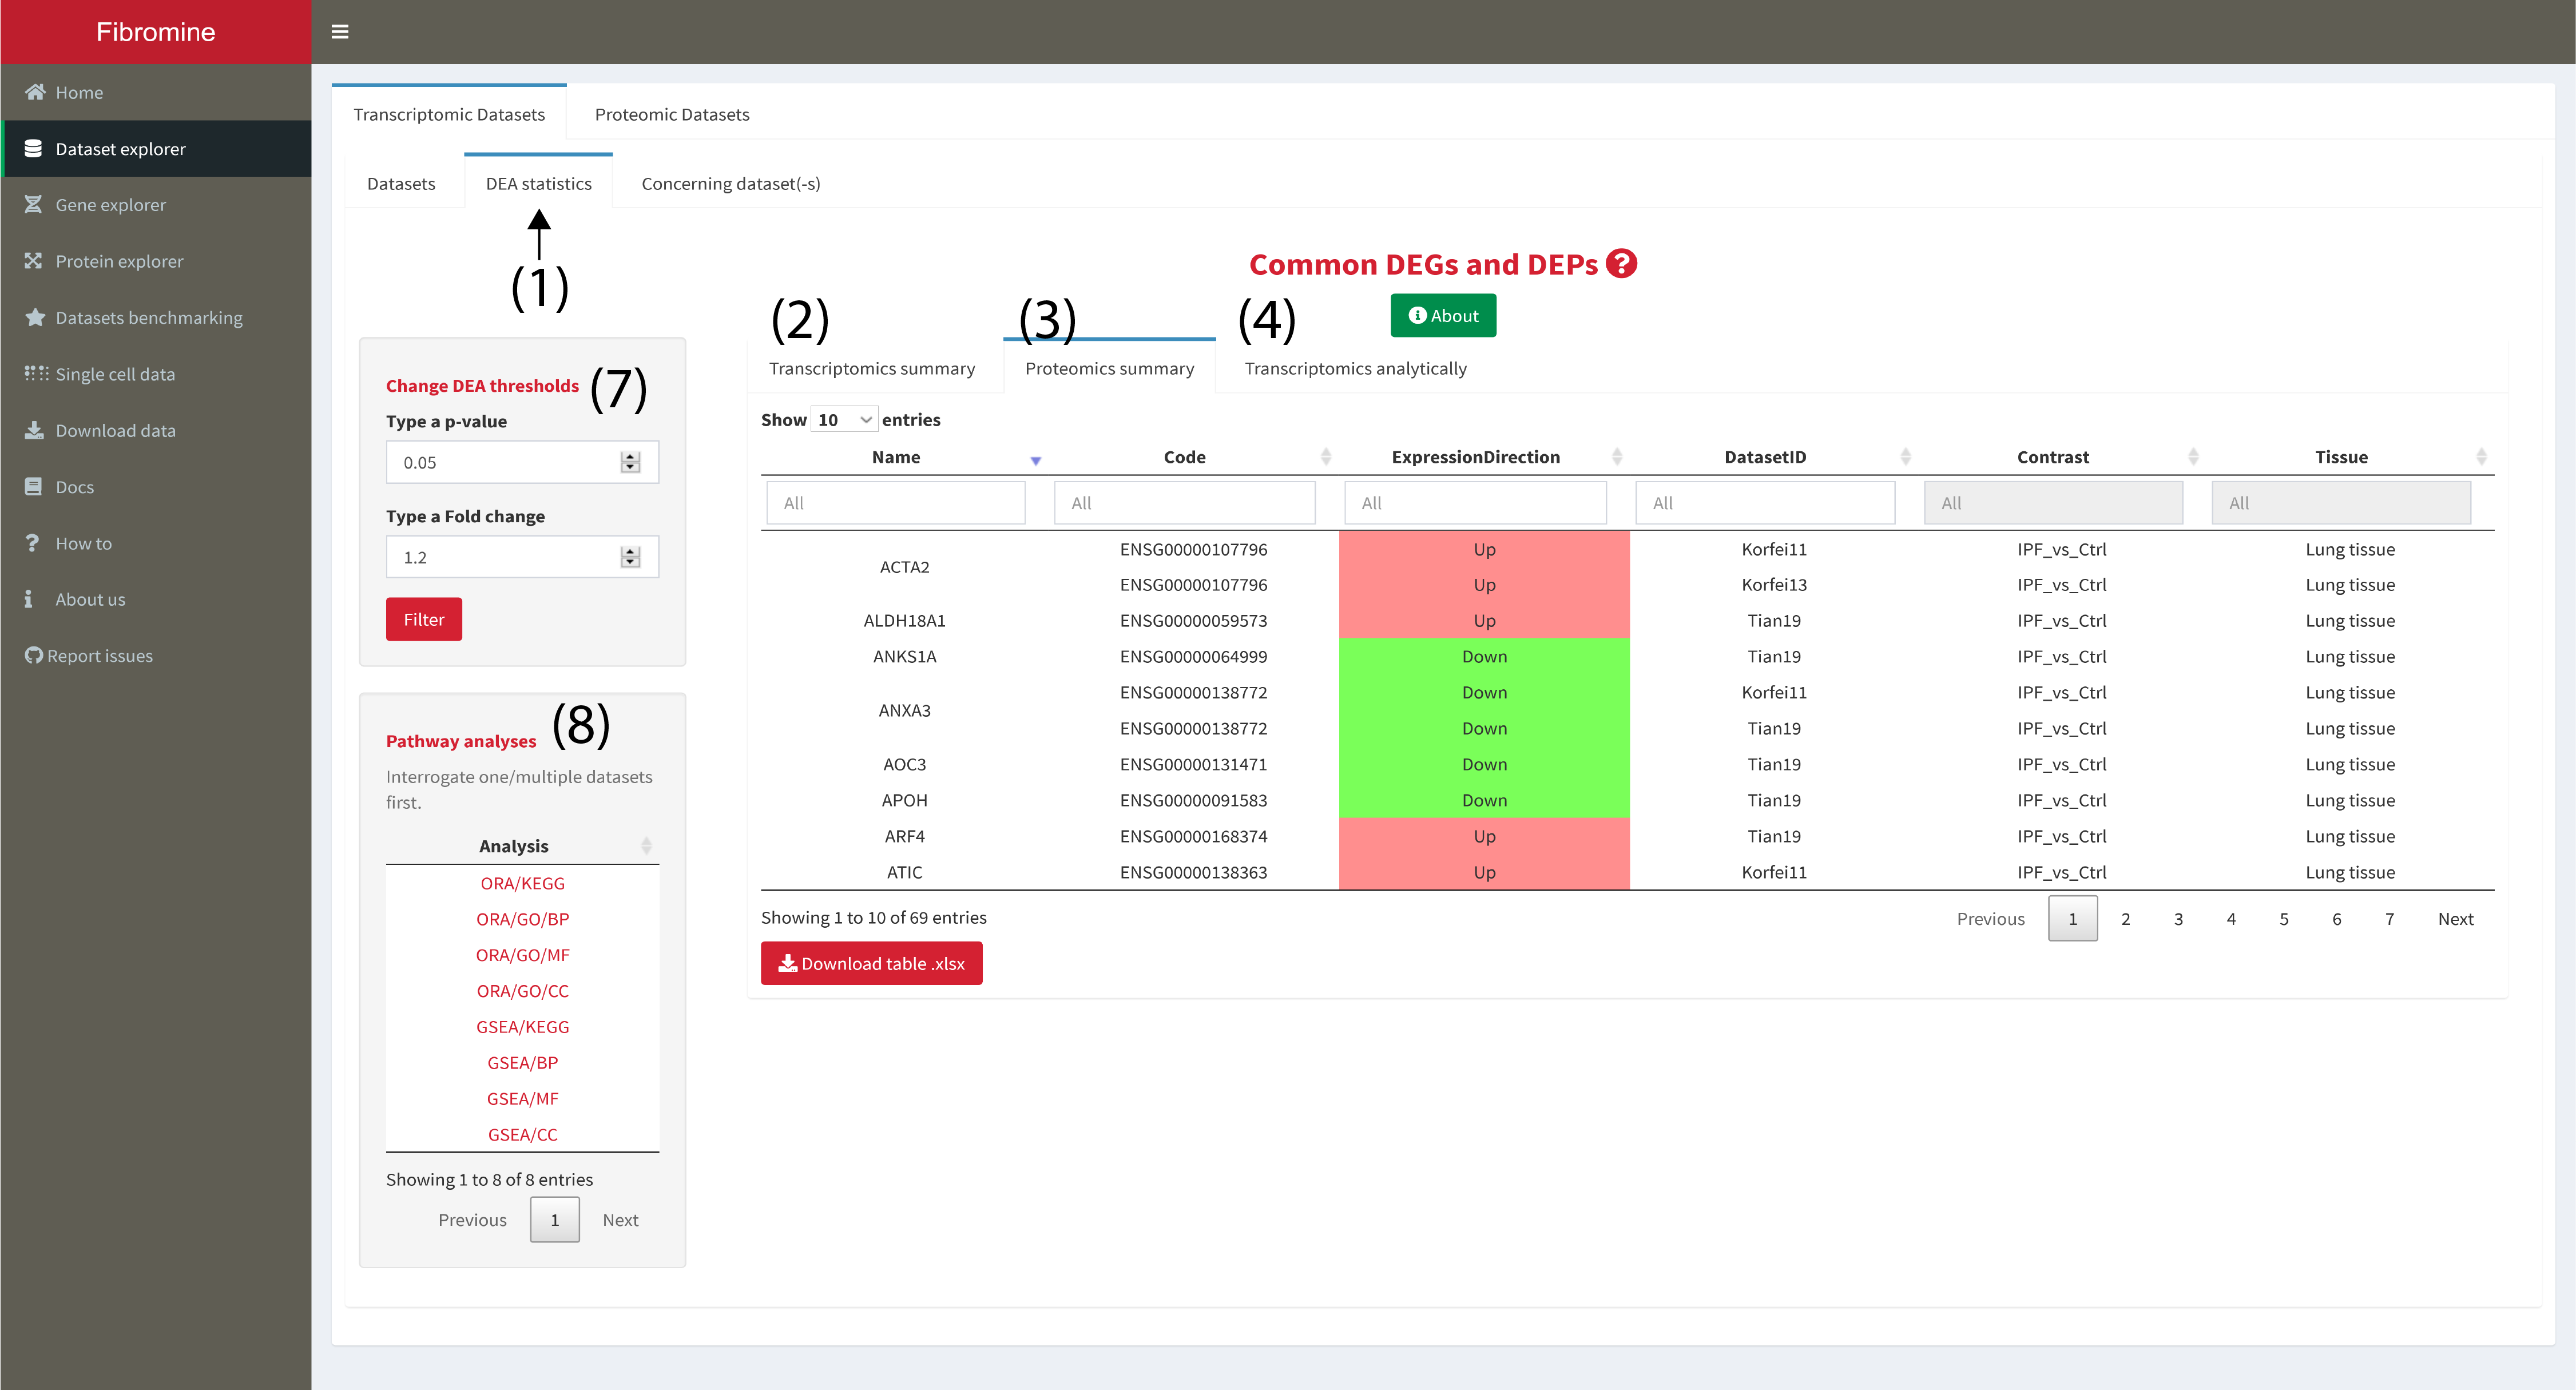 Fibromine
Home
Dataset explorer
Gene explorer
Protein explorer
Datasets benchmarking
Single cell data
Download data
Docs
How to
About us
Report issues
Transcriptomic Datasets Proteomic Datasets
Datasets DEA statistics Concerning dataset(-s)
(1)
Common DEGs and DEPs
About
(2) (3) (4)
Transcriptomics summary Proteomics summary Transcriptomics analytically
Change DEA thresholds (7)
Type a p-value
0.05
Type a Fold change
1.2
Filter
Pathway analyses (8)
Interrogate one/multiple datasets
first.
Analysis
ORA/KEGG
ORA/GO/BP
ORA/GO/MF
ORA/GO/CC
GSEA/KEGG
GSEA/BP
GSEA/MF
GSEA/CC
Showing 1 to 8 of 8 entries
Previous 1 Next
Show 10 entries
Name Code ExpressionDirection DatasetID Contrast Tissue
All All All All All All
ACTA2 ENSG00000107796 Up Korfei11 IPF_vs_Ctrl Lung tissue
ENSG00000107796 Up Korfei13 IPF_vs_Ctrl Lung tissue
ALDH18A1 ENSG00000059573 Up Tian19 IPF_vs_Ctrl Lung tissue
ANKS1A ENSG00000064999 Down Tian19 IPF_vs_Ctrl Lung tissue
ANXA3 ENSG00000138772 Down Korfei11 IPF_vs_Ctrl Lung tissue
ENSG00000138772 Down Tian19 IPF_vs_Ctrl Lung tissue
AOC3 ENSG00000131471 Down Tian19 IPF_vs_Ctrl Lung tissue
APOH ENSG00000091583 Down Tian19 IPF_vs_Ctrl Lung tissue
ARF4 ENSG00000168374 Up Tian19 IPF_vs_Ctrl Lung tissue
ATIC ENSG00000138363 Up Korfei11 IPF_vs_Ctrl Lung tissue
Showing 1 to 10 of 69 entries
Previous 1 2 3 4 5 6 7 Next
Download table .xlsx